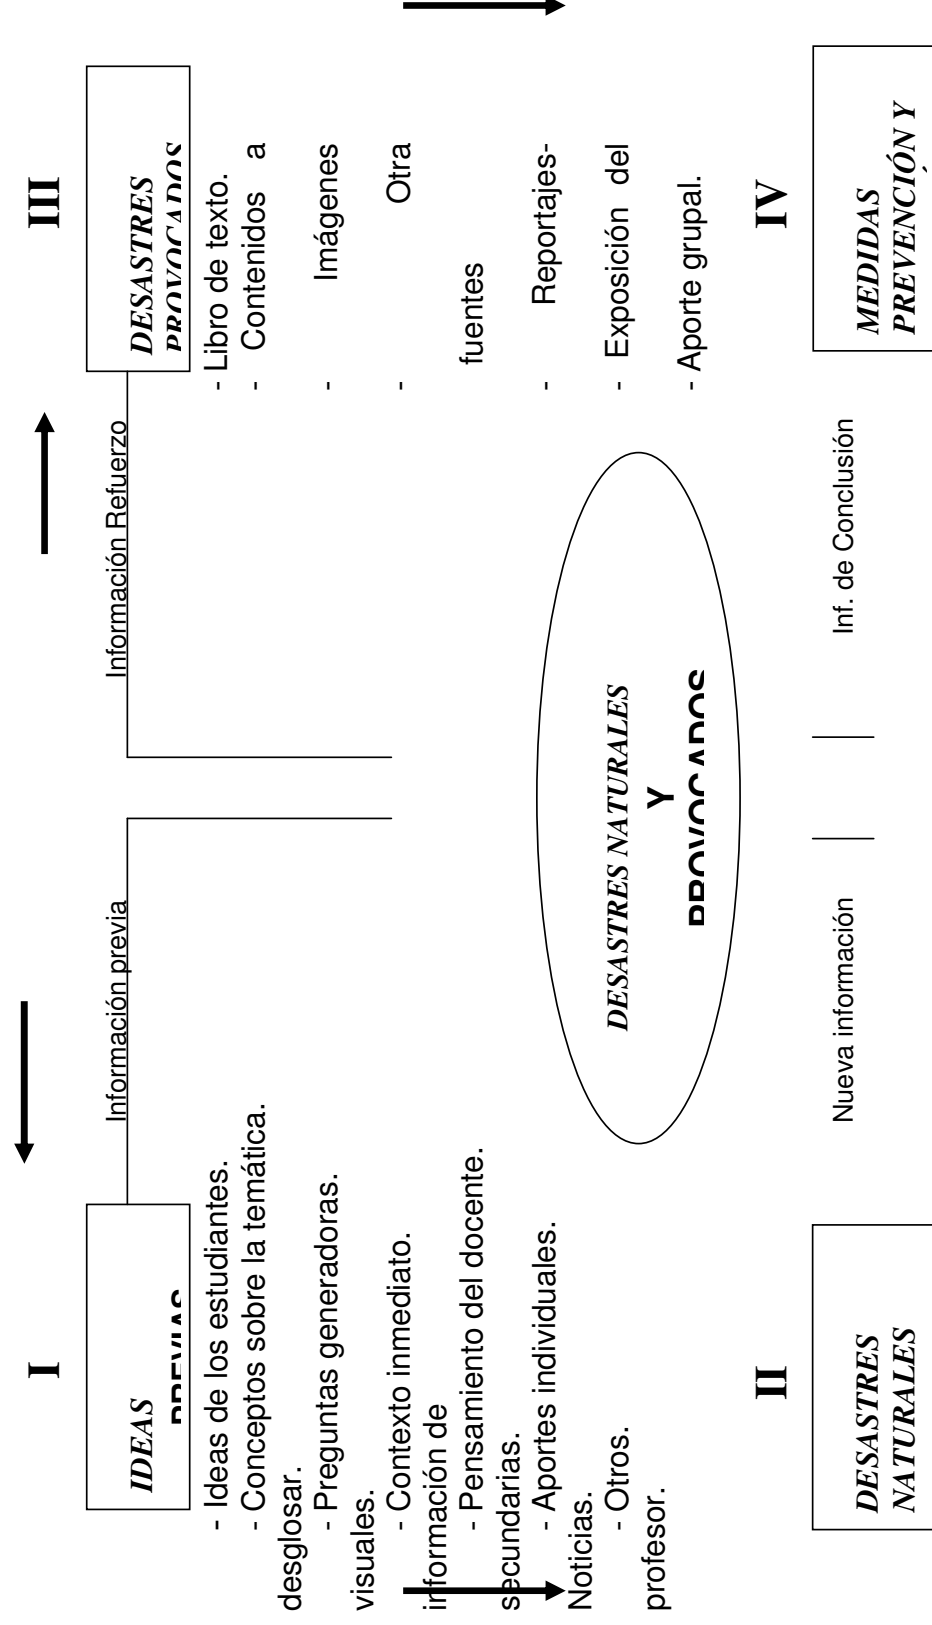 I
III
IDEAS
PREVIAS
Información previa
Información Refuerzo
DESASTRES
PROVOCADOS
- Ideas de los estudiantes.
- Libro de texto.
- Conceptos sobre la temática.
- Contenidos a
desglosar.
- Preguntas generadoras.
- Imágenes
visuales.
- Contexto inmediato.
- Otra
información de
- Pensamiento del docente.
fuentes
secundarias.
- Aportes individuales.
- Reportajes-
Noticias.
- Otros.
- Exposición del
profesor.
- Aporte grupal.
DESASTRES NATURALES
Y
PROVOCADOS
II
IV
DESASTRES
NATURALES
Nueva información
Inf. de Conclusión
MEDIDAS
PREVENCIÓN Y